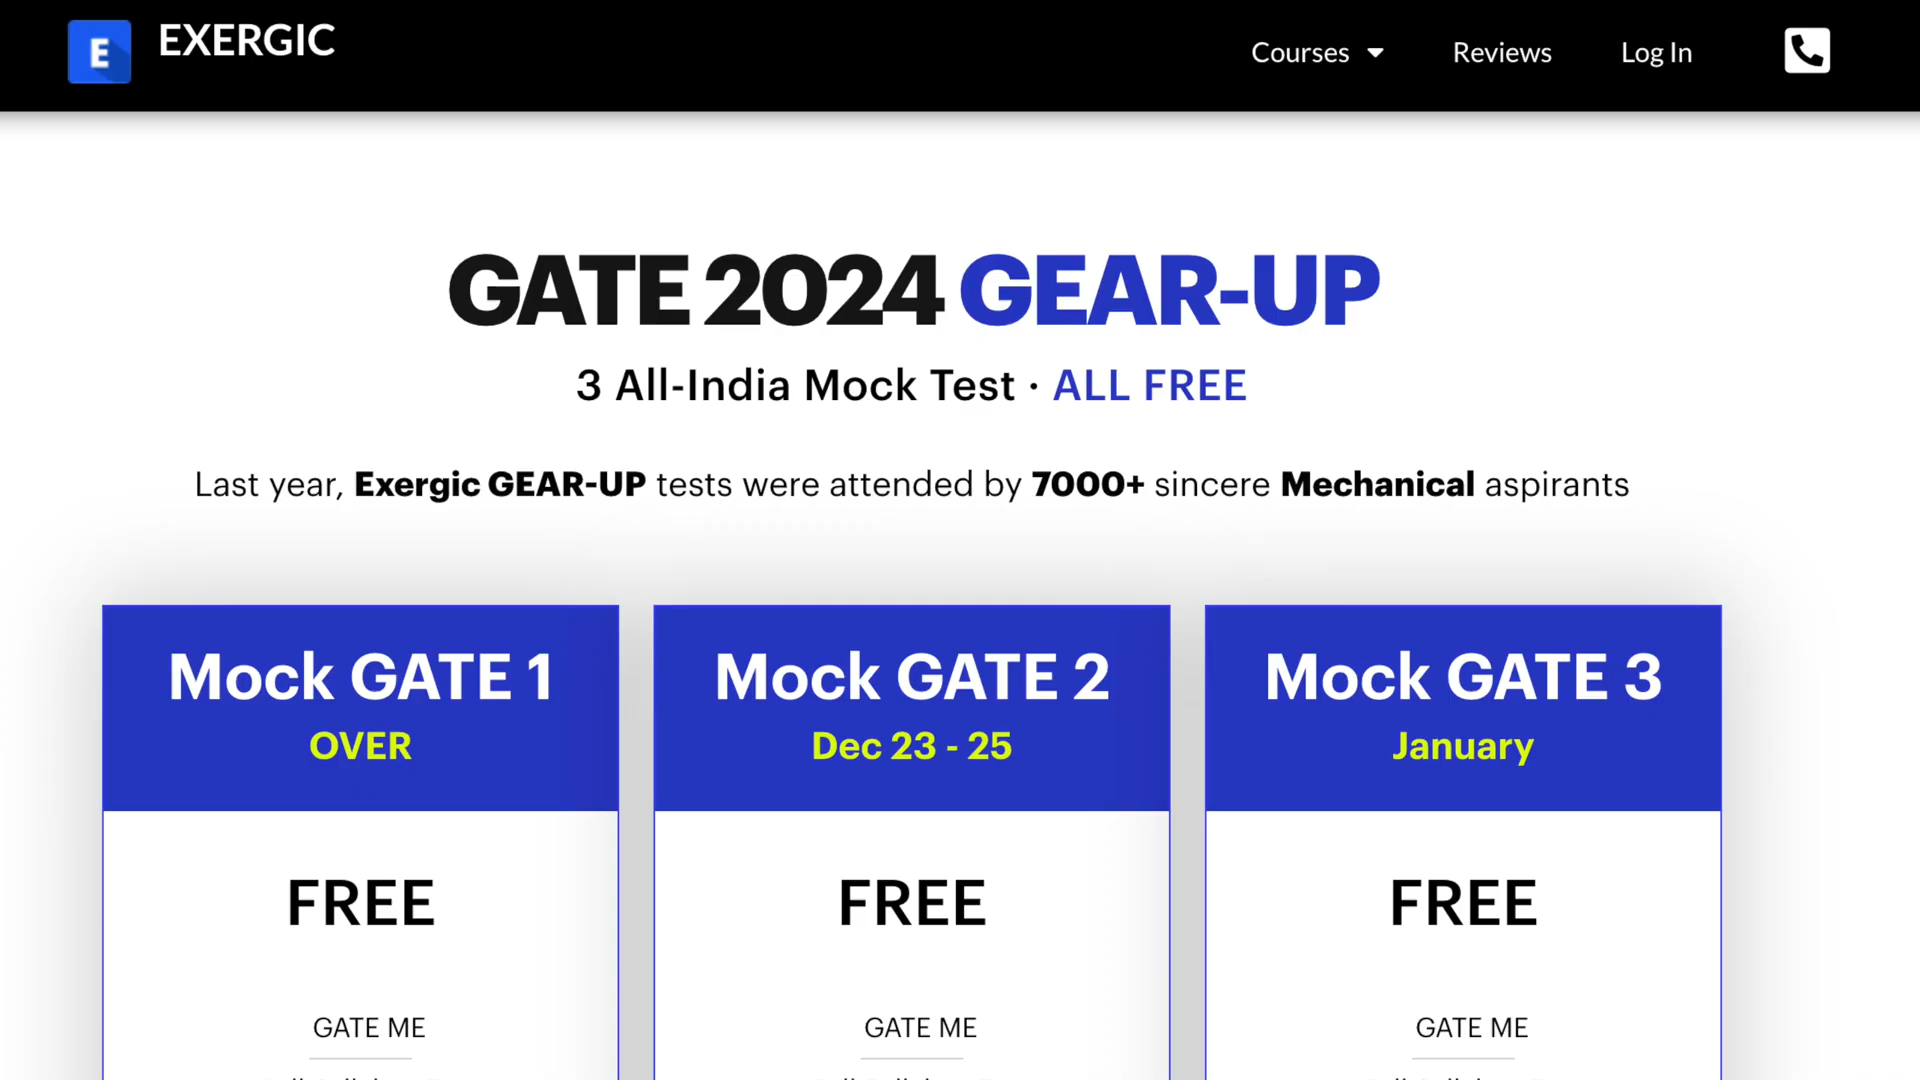 E EXERGIC
Courses Reviews Log In
GATE 2024 GEAR-UP
3 All-India Mock Test · ALL FREE
Last year, Exergic GEAR-UP tests were attended by 7000+ sincere Mechanical aspirants
Mock GATE 1
OVER
FREE
GATE ME
Mock GATE 2
Dec 23 - 25
FREE
GATE ME
Mock GATE 3
January
FREE
GATE ME